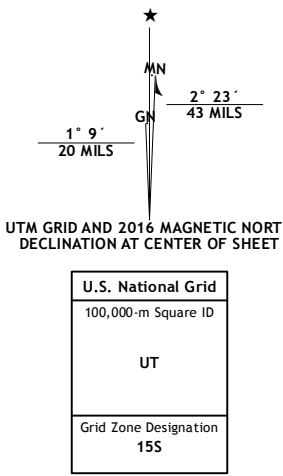 ★
MN
GN
2° 23´
43 MILS
1° 9´
20 MILS
UTM GRID AND 2016 MAGNETIC NORT
DECLINATION AT CENTER OF SHEET
U.S. National Grid
100,000-m Square ID
UT
Grid Zone Designation
15S